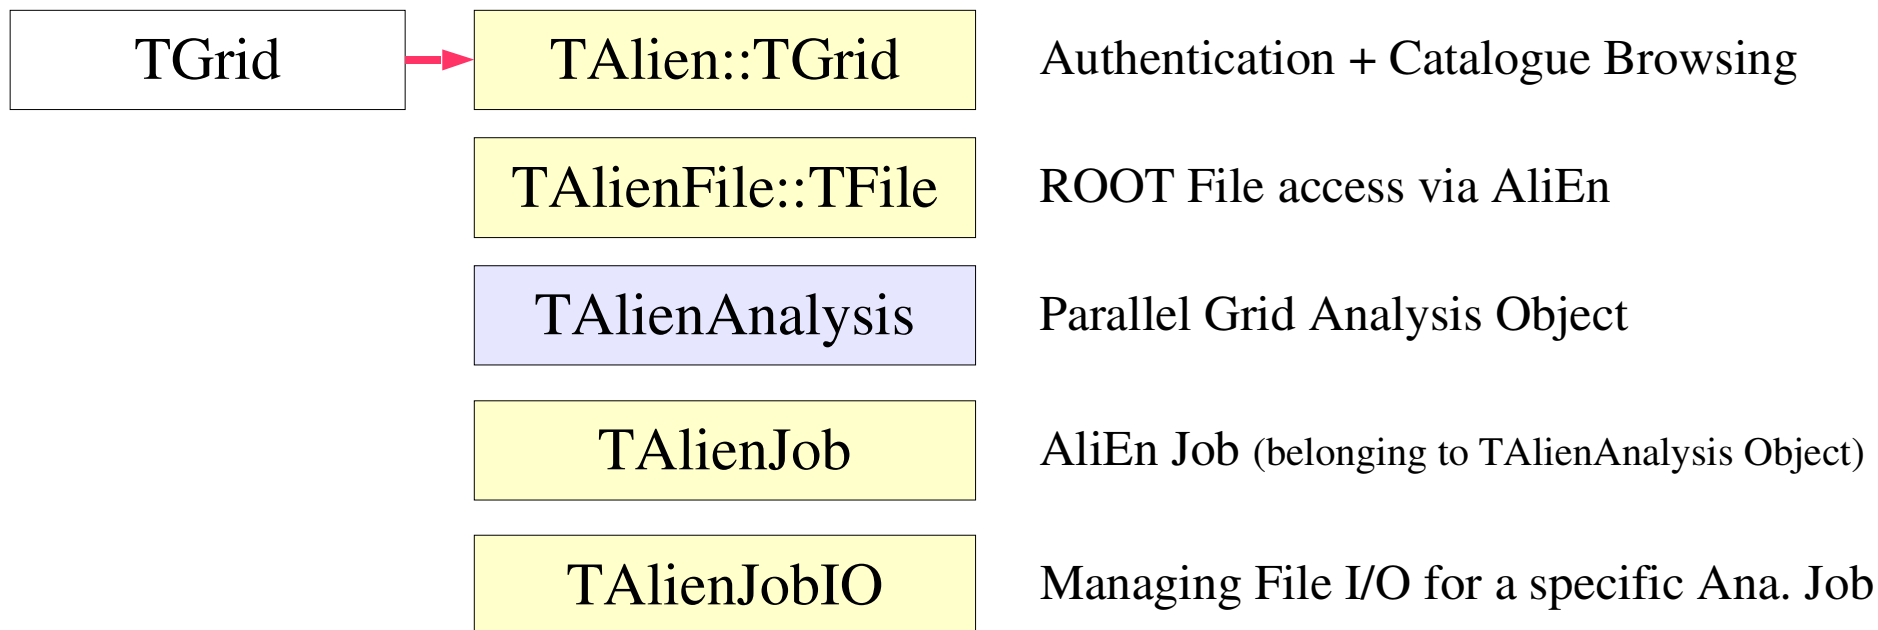 TGrid
TAlien::TGrid
Authentication + Catalogue Browsing
TAlienFile::TFile
ROOT File access via AliEn
TAlienAnalysis
Parallel Grid Analysis Object
TAlienJob
AliEn Job (belonging to TAlienAnalysis Object)
TAlienJobIO
Managing File I/O for a specific Ana. Job